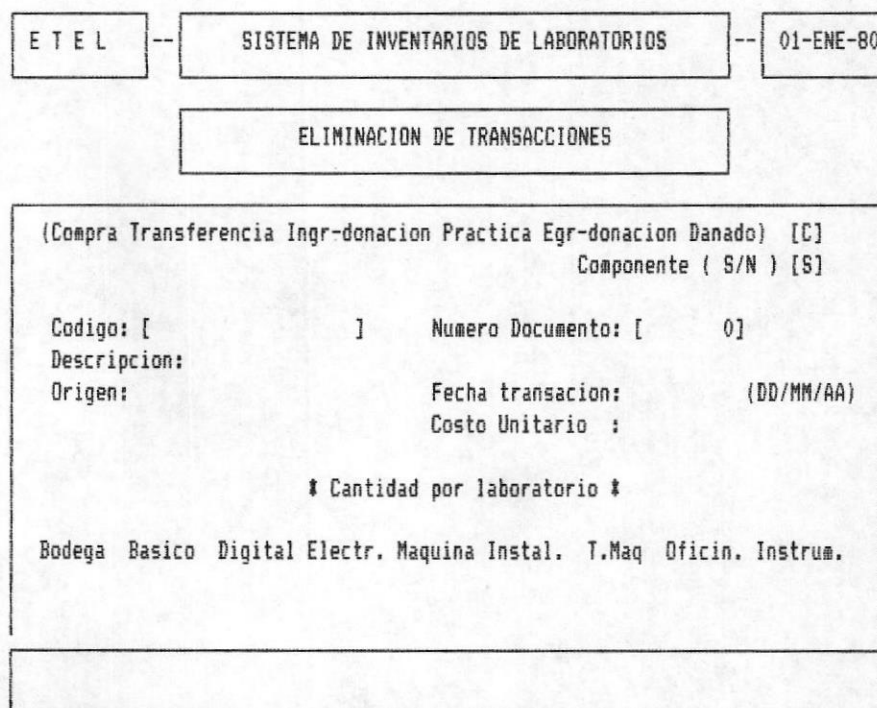 E T E L -- SISTEMA DE INVENTARIOS DE LABORATORIOS -- 01-ENE-80
ELIMINACION DE TRANSACCIONES
(Compra Transferencia Ingr-donacion Practica Egr-donacion Danado) [C]
Componente ( S/N ) [S]
Codigo: [ ] Numero Documento: [ 0]
Descripcion:
Origen: Fecha transacion: (DD/MM/AA)
Costo Unitario :
* Cantidad por laboratorio *
Bodega Basico Digital Electr. Maquina Instal. T.Maq Oficin. Instrum.